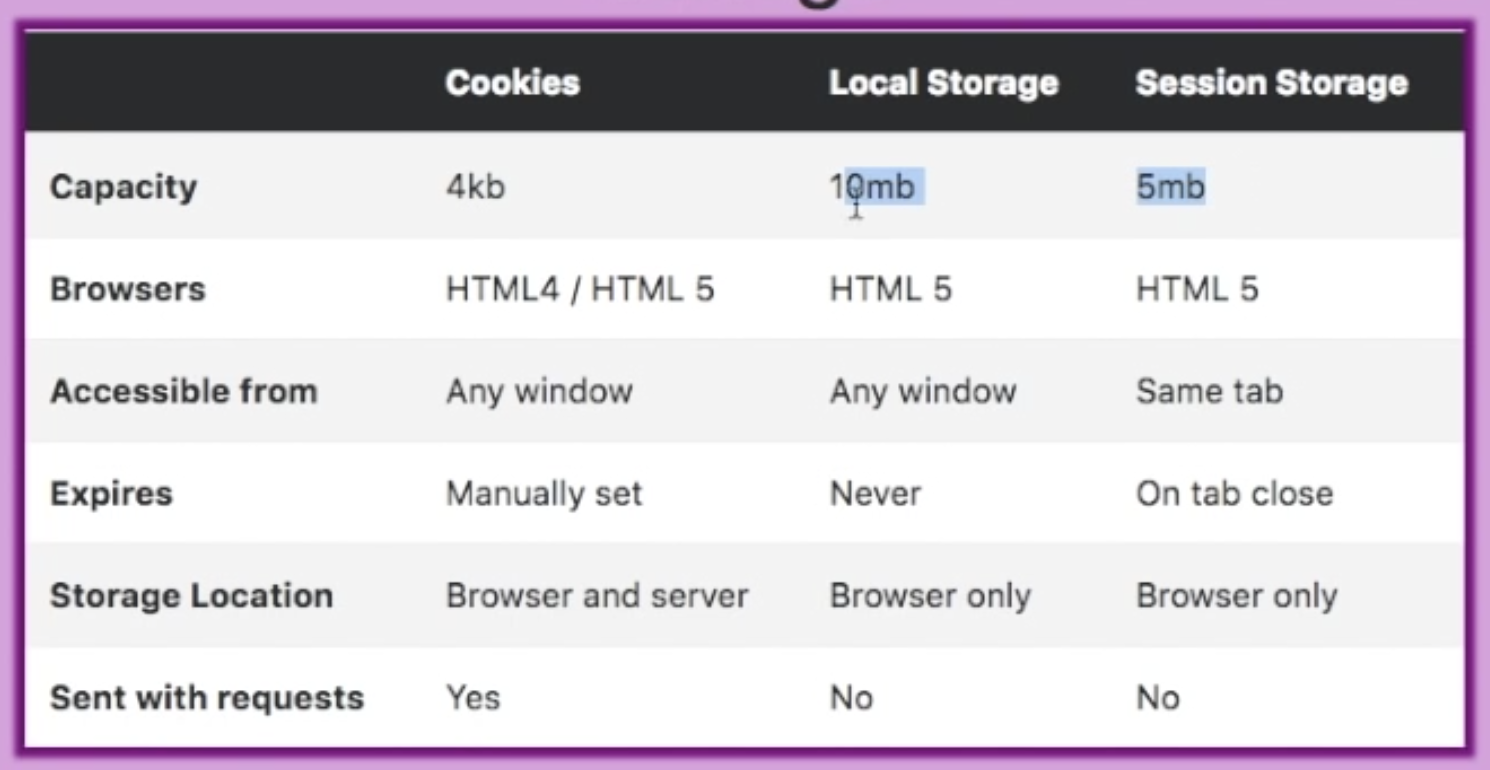 Cookies Local Storage Session Storage
Capacity 4kb 10mb 5mb
Browsers HTML4 / HTML 5 HTML 5 HTML 5
Accessible from Any window Any window Same tab
Expires Manually set Never On tab close
Storage Location Browser and server Browser only Browser only
Sent with requests Yes No No